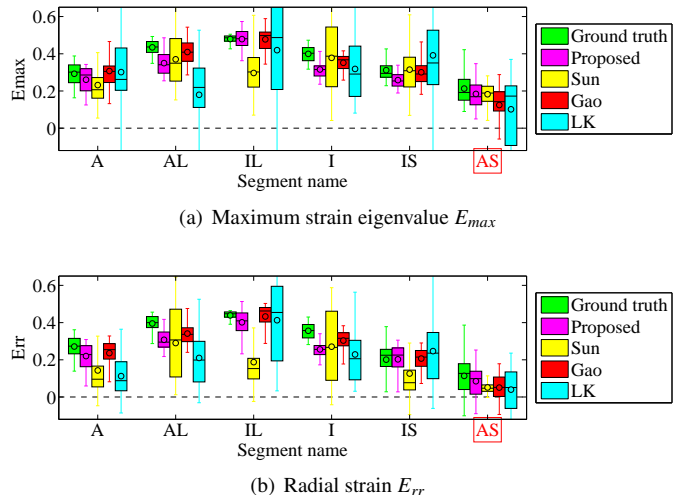 Emax
0.6
0.4
0.2
0
A AL IL I IS AS
Segment name
Ground truth
Proposed
Sun
Gao
LK
(a) Maximum strain eigenvalue Emax
Err
0.6
0.4
0.2
0
A AL IL I IS AS
Segment name
Ground truth
Proposed
Sun
Gao
LK
(b) Radial strain Err